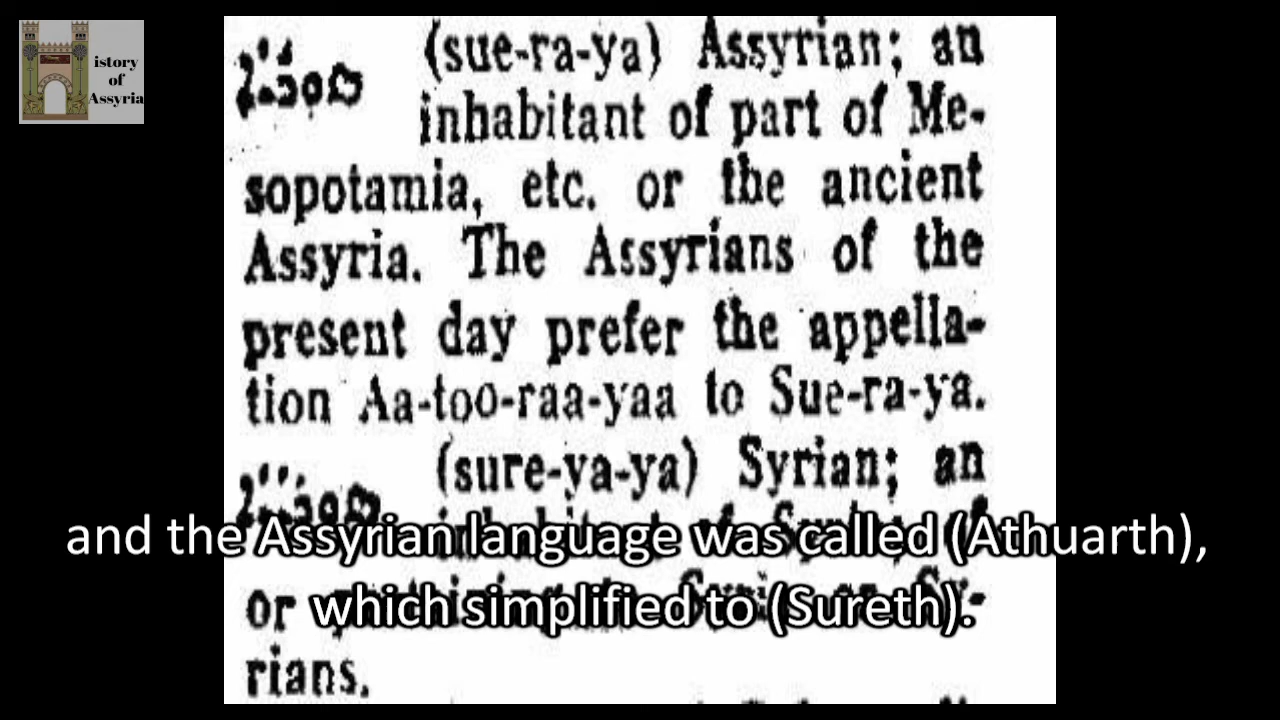 istory
of
Assyria
(sue-ra-ya) Assyrian; an
inhabitant of part of Me-
sopotamia, etc. or the ancient
Assyria. The Assyrians of the
present day prefer the appella-
tion Aa-too-raa-yaa to Sue-ra-ya.
(sure-ya-ya) Syrian; an
or
rians.
and the Assyrian language was called (Athuarth),
which simplified to (Sureth).